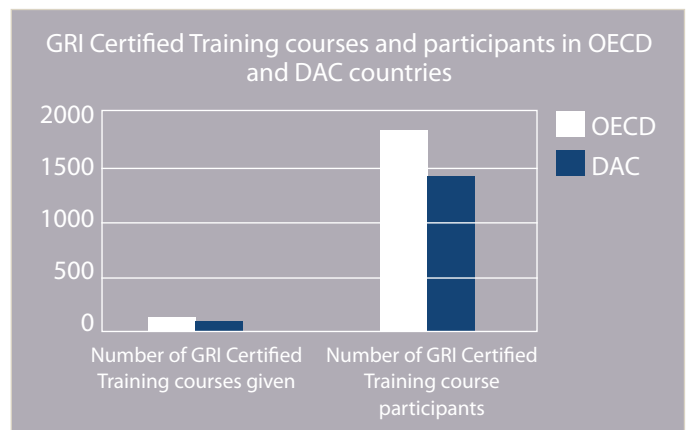 GRI Certified Training courses and participants in OECD
and DAC countries
2000
1500
1000
500
0
OECD
DAC
Number of GRI Certified
Training courses given
Number of GRI Certified
Training course
participants